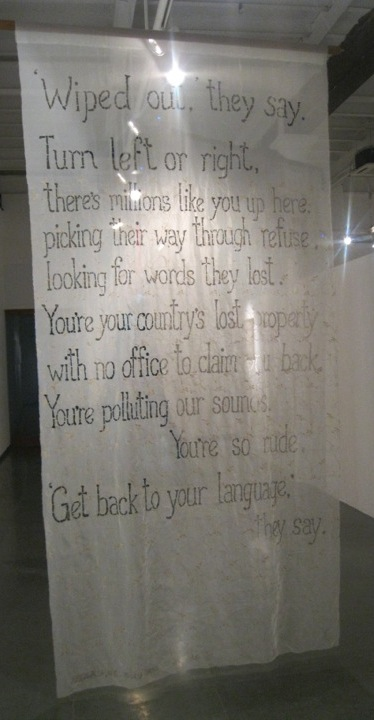 'Wiped out,' they say.
Turn left or right,
there's millions like you up here,
picking their way through refuse,
looking for words they lost.
You're your country's lost property
with no office to claim you back.
You're polluting our sounds.
You're so rude.
'Get back to your language,'
they say.